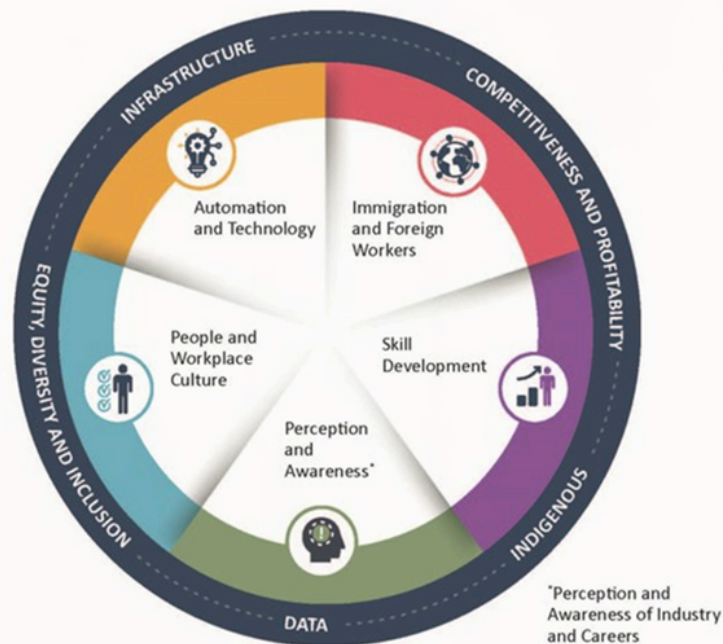 INFRASTRUCTURE
COMPETITIVENESS AND PROFITABILITY
Automation
and Technology
Immigration
and Foreign
Workers
EQUITY, DIVERSITY AND INCLUSION
People and
Workplace
Culture
Skill
Development
Perception
and
Awareness*
INDIGENOUS
DATA
*Perception and
Awareness of Industry
and Careers